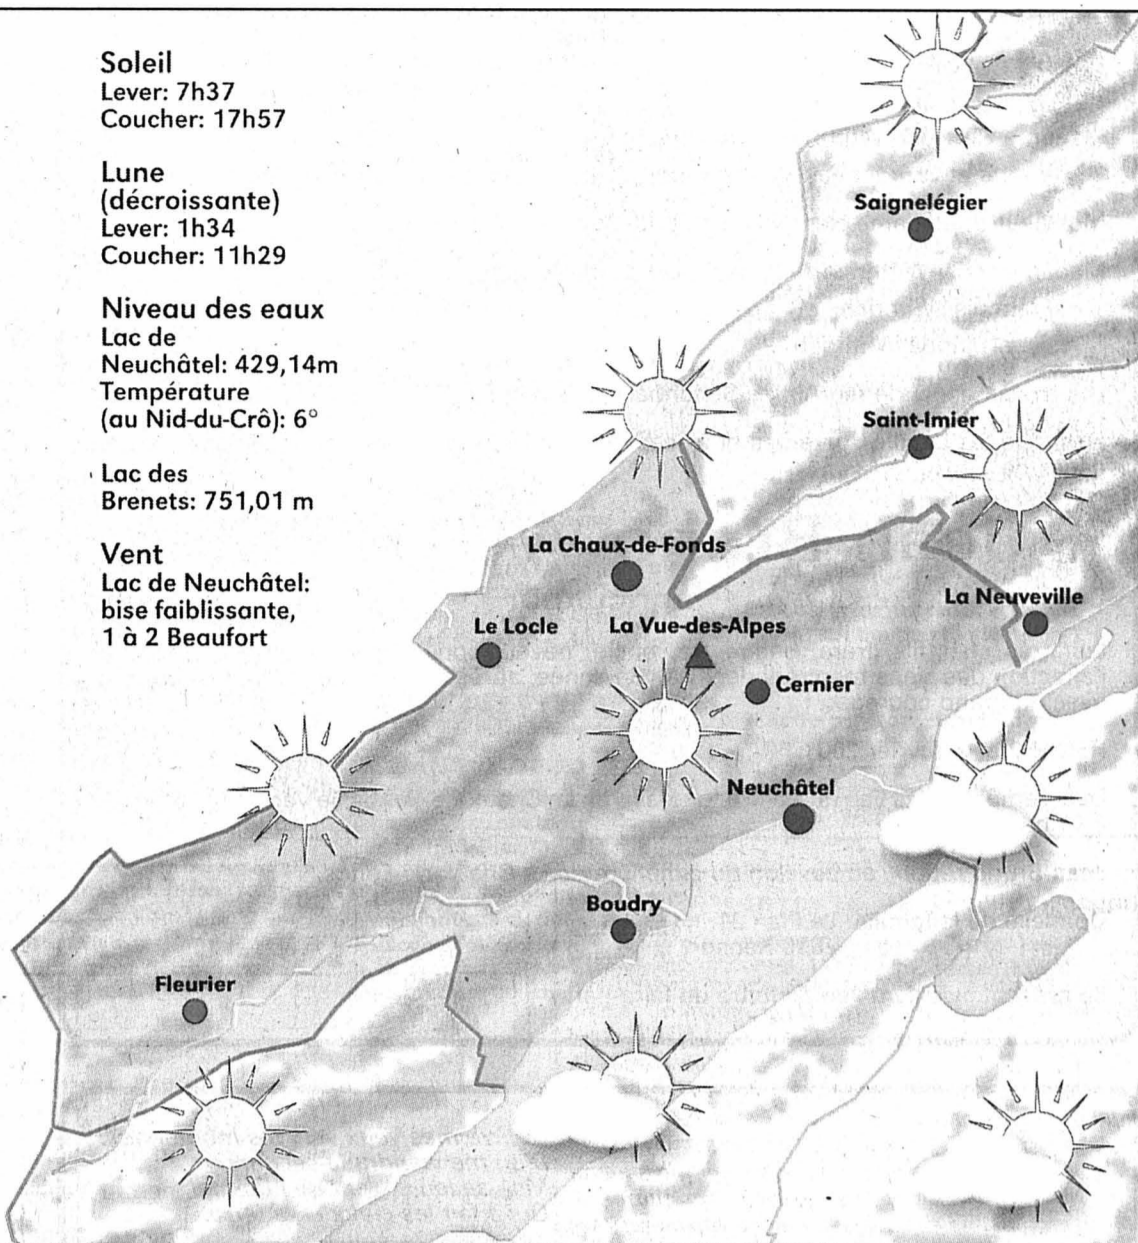 Soleil
Lever: 7h37
Coucher: 17h57
Lune
(décroissante)
Lever: 1h34
Coucher: 11h29
Niveau des eaux
Lac de
Neuchâtel: 429,14m
Température
(au Nid-du-Crô): 6°
Lac des
Brenets: 751,01 m
Vent
Lac de Neuchâtel:
bise faiblissante,
1 à 2 Beaufort
Saignelégier
Saint-Imier
La Chaux-de-Fonds
La Neuveville
Le Locle
La Vue-des-Alpes
Cernier
Neuchâtel
Boudry
Fleurier